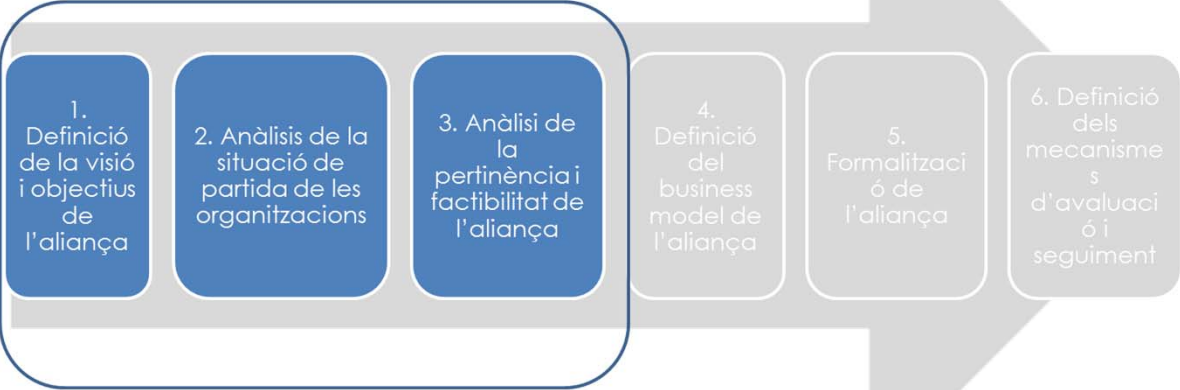 1.
Definició
de la visió
i objectius
de
l’aliança
2. Anàlisis de la
situació de
partida de les
organitzacions
3. Anàlisi de
la
pertinència i
factibilitat de
l’aliança
4.
Definició
del
business
model de
l’aliança
5.
Formalitzaci
ó de
l’aliança
6. Definició
dels
mecanisme
s
d’avaluaci
ó i
seguiment